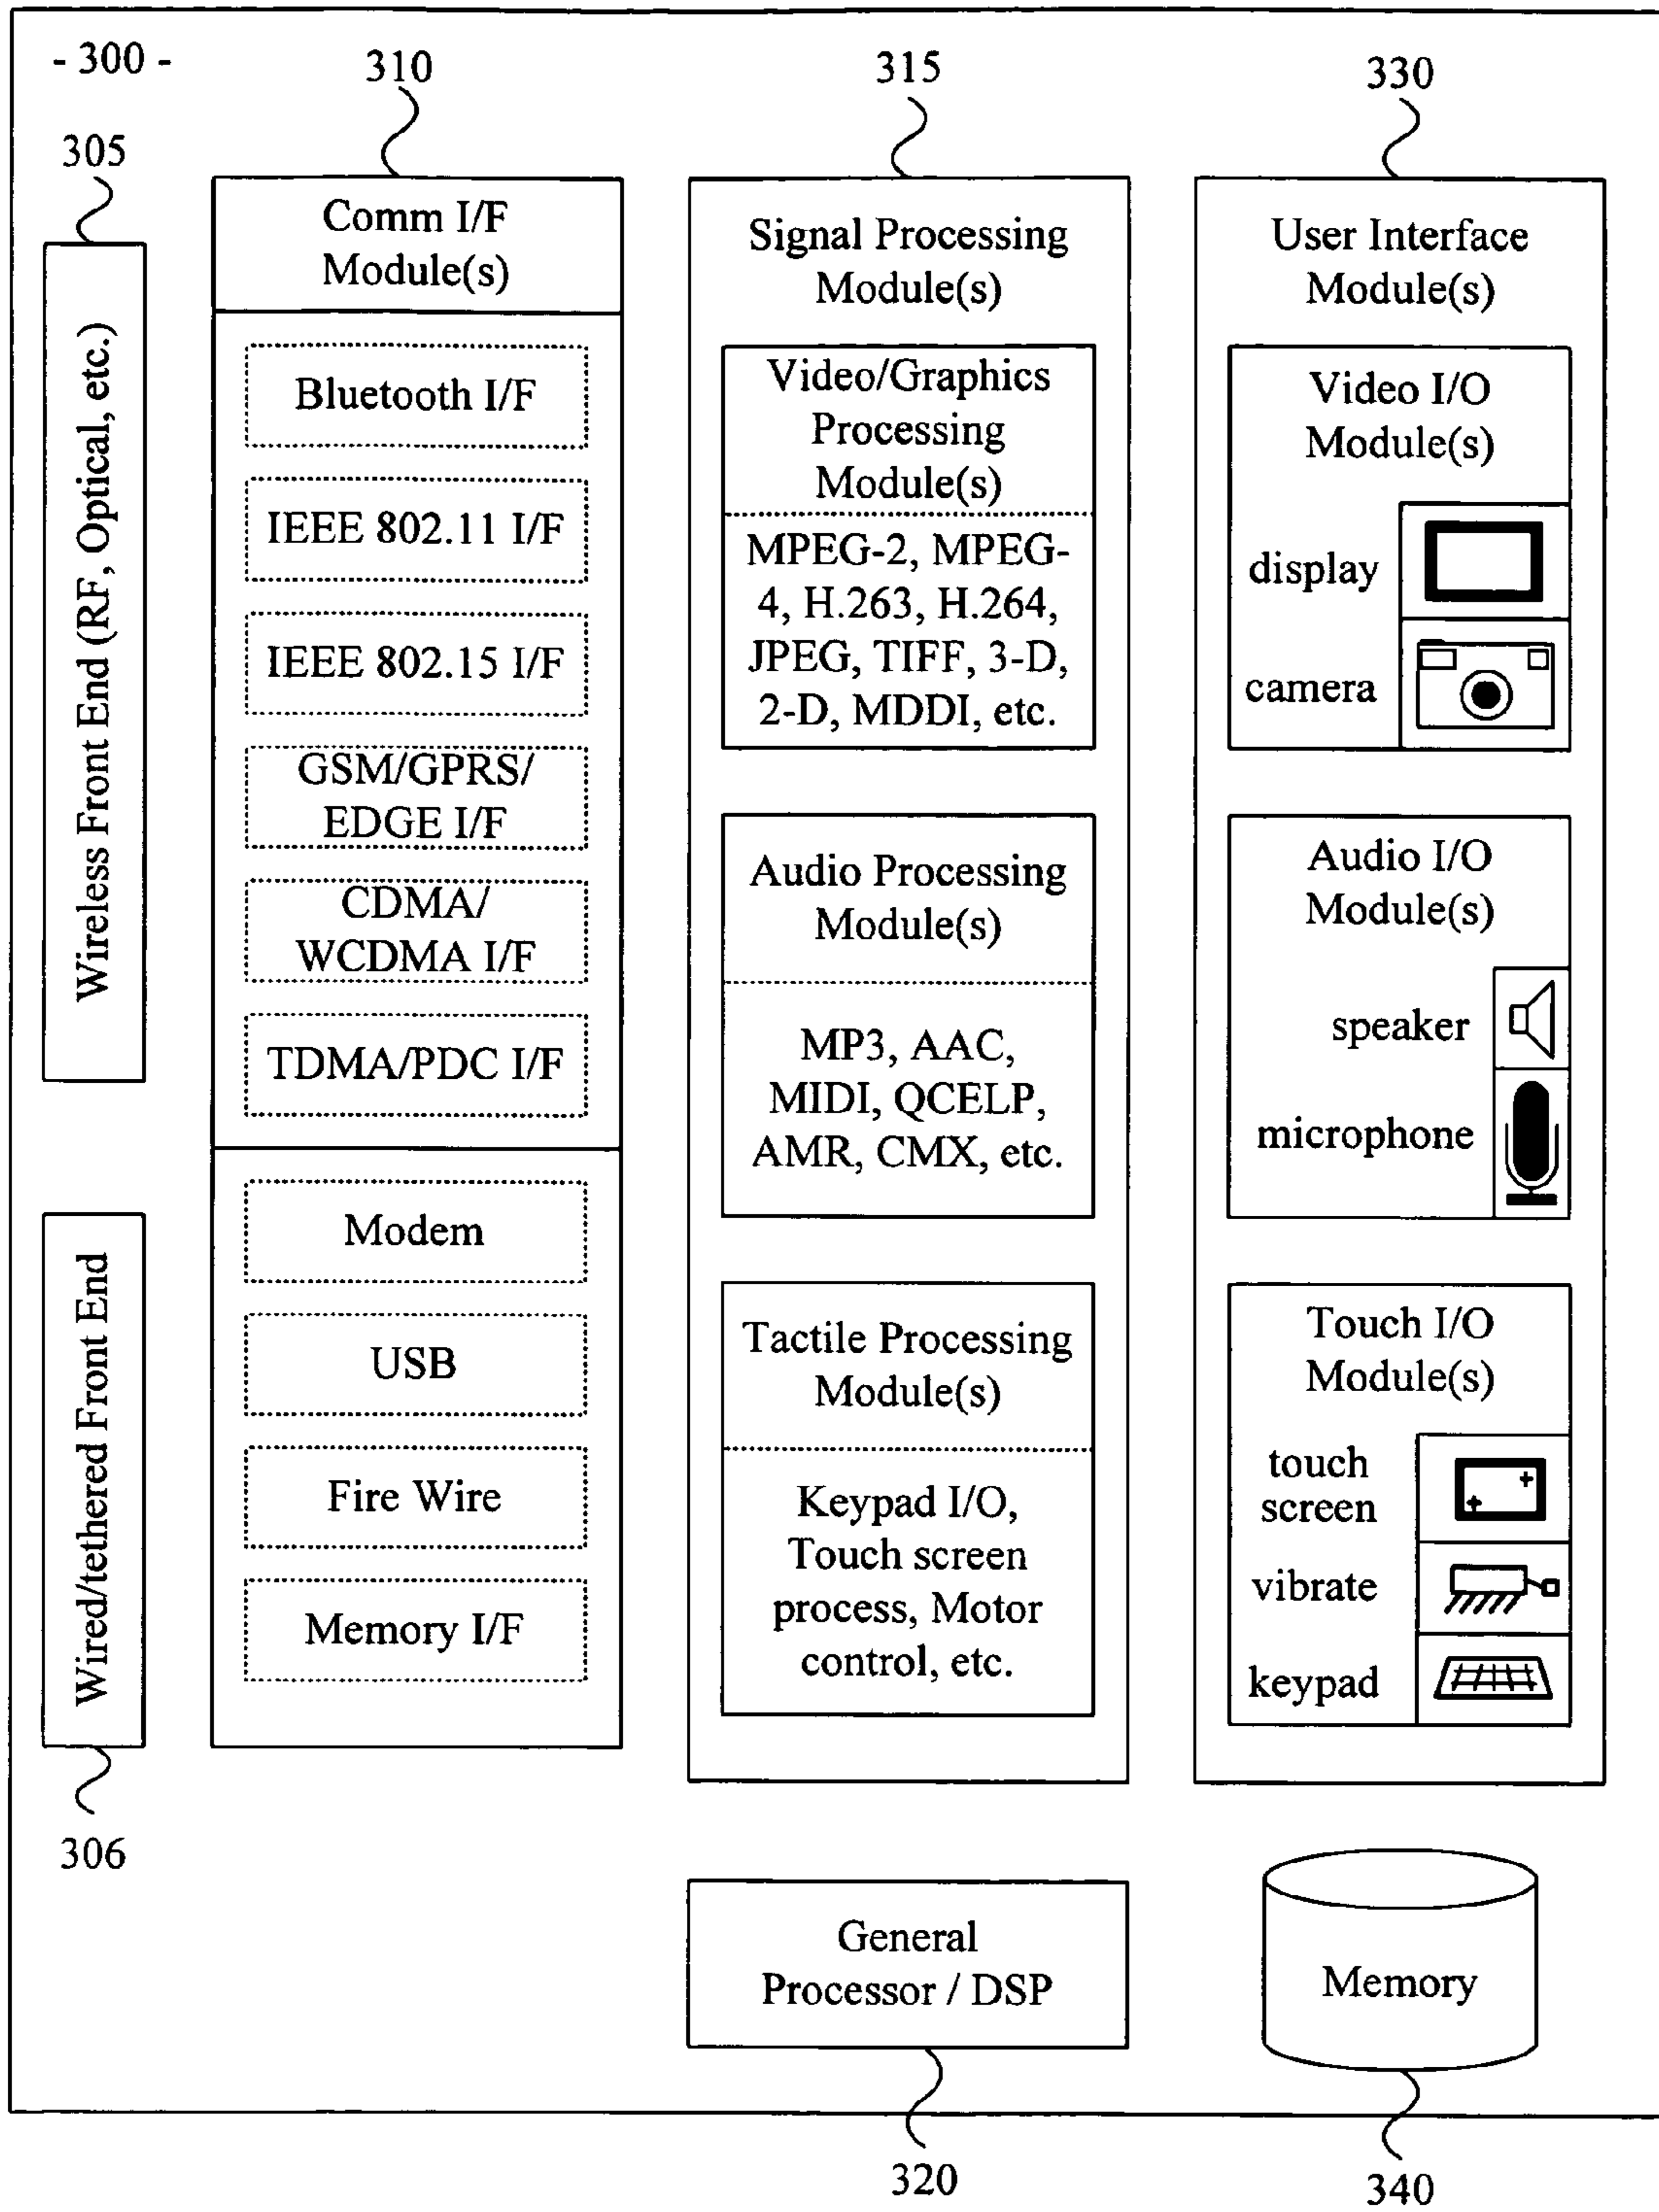 - 300 -
310
315
330
305
Wireless Front End (RF, Optical, etc.)
Wired/tethered Front End
306
Comm I/F
Module(s)
Bluetooth I/F
IEEE 802.11 I/F
IEEE 802.15 I/F
GSM/GPRS/
EDGE I/F
CDMA/
WCDMA I/F
TDMA/PDC I/F
Modem
USB
Fire Wire
Memory I/F
Signal Processing
Module(s)
Video/Graphics
Processing
Module(s)
MPEG-2, MPEG-
4, H.263, H.264,
JPEG, TIFF, 3-D,
2-D, MDDI, etc.
Audio Processing
Module(s)
MP3, AAC,
MIDI, QCELP,
AMR, CMX, etc.
Tactile Processing
Module(s)
Keypad I/O,
Touch screen
process, Motor
control, etc.
User Interface
Module(s)
Video I/O
Module(s)
display
camera
Audio I/O
Module(s)
speaker
microphone
Touch I/O
Module(s)
touch
screen
vibrate
keypad
General
Processor / DSP
Memory
320
340